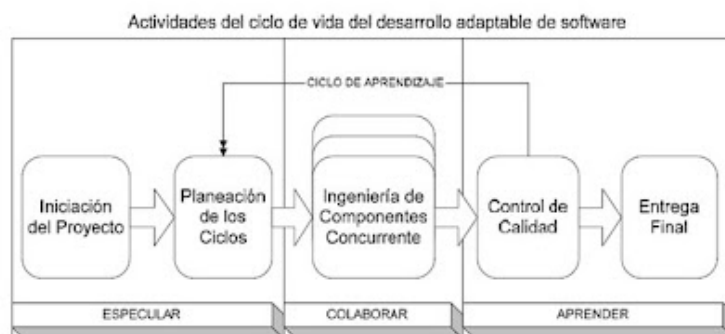 Actividades del ciclo de vida del desarrollo adaptable de software
CICLO DE APRENDIZAJE
Iniciación
del Proyecto
Planeación
de los
Ciclos
Ingeniería de
Componentes
Concurrente
Control de
Calidad
Entrega
Final
ESPECULAR
COLABORAR
APRENDER